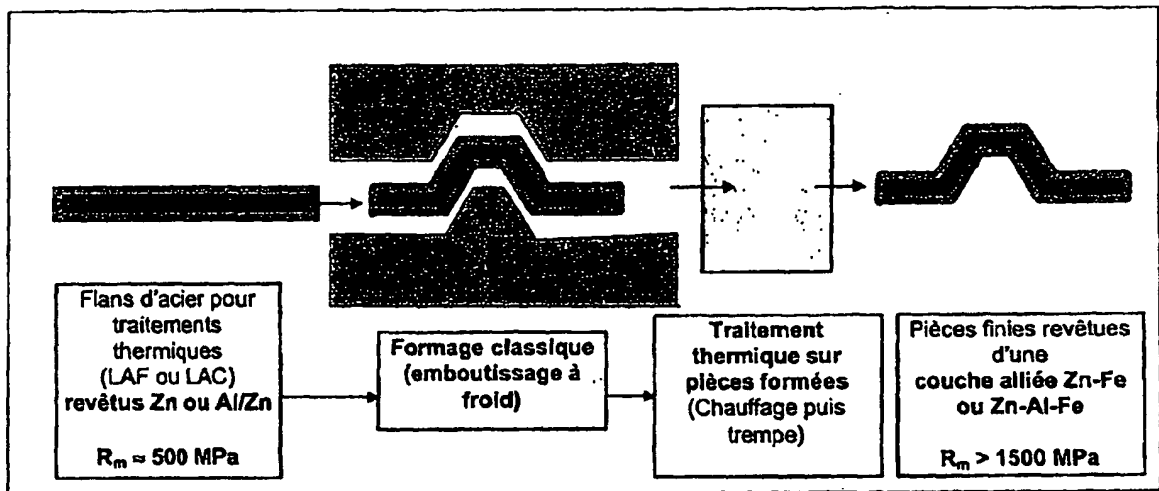 Flans d'acier pour
traitements
thermiques
(LAF ou LAC)
revêtus Zn ou Al/Zn
Rm ≈ 500 MPa
Formage classique
(emboutissage à
froid)
Traitement
thermique sur
pièces formées
(Chauffage puis
trempe)
Pièces finies revêtues
d'une
couche alliée Zn-Fe
ou Zn-Al-Fe
Rm > 1500 MPa